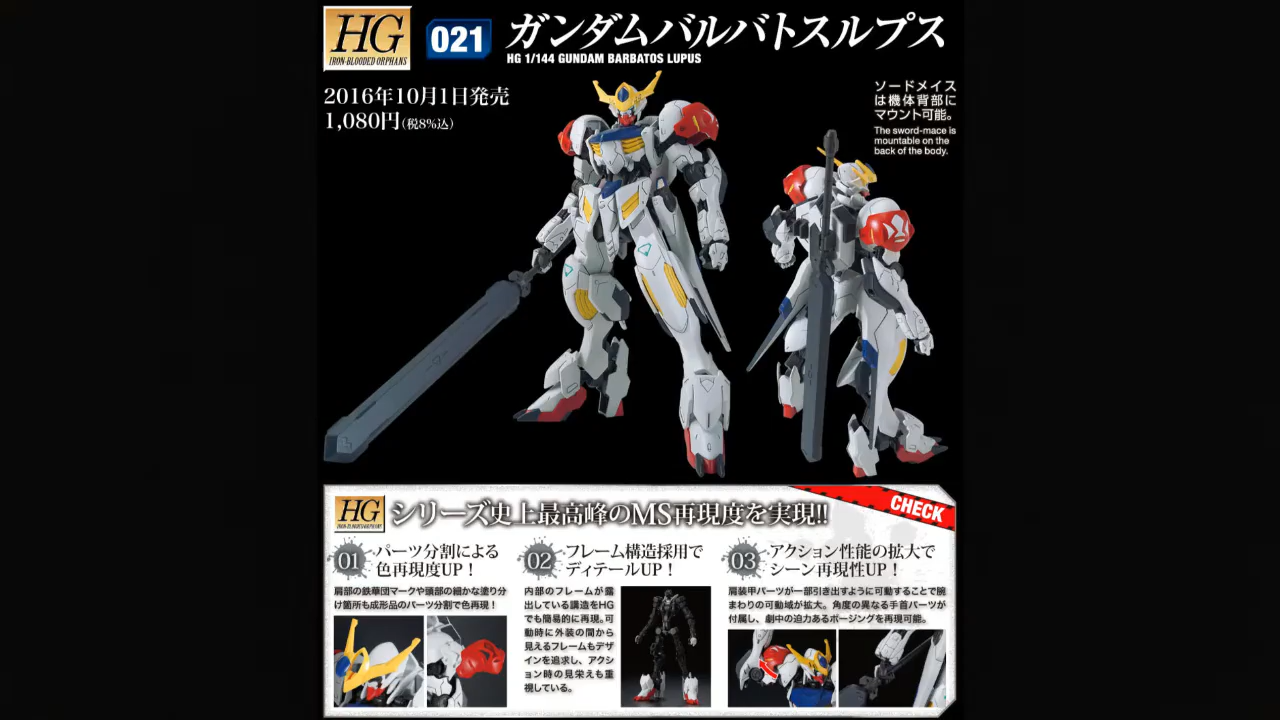 HG
IRON-BLOODED ORPHANS
021
ガンダムバルバトスルプス
HG 1/144 GUNDAM BARBATOS LUPUS
2016年10月1日発売
1,080円(税8%込)
ソードメイス
は機体背部に
マウント可能。
The sword-mace is
mountable on the
back of the body.
CHECK
HG
IRON-BLOODED ORPHANS
シリーズ史上最高峰のMS再現度を実現!!
01
パーツ分割による
色再現度UP!
肩部の鉄華団マークや頭部の細かな塗り分
け箇所も成形品のパーツ分割で色再現!
02
フレーム構造採用で
ディテールUP!
内部のフレームが露
出している構造をHG
でも簡易的に再現。可
動時に外装の間から
見えるフレームもデザ
インを追求し、アクシ
ョン時の見栄えも重
視している。
03
アクション性能の拡大で
シーン再現性UP!
肩装甲パーツが一部引き出すように可動することで腕
まわりの可動域が拡大。角度の異なる手首パーツが
付属し、劇中の迫力あるポージングを再現可能。